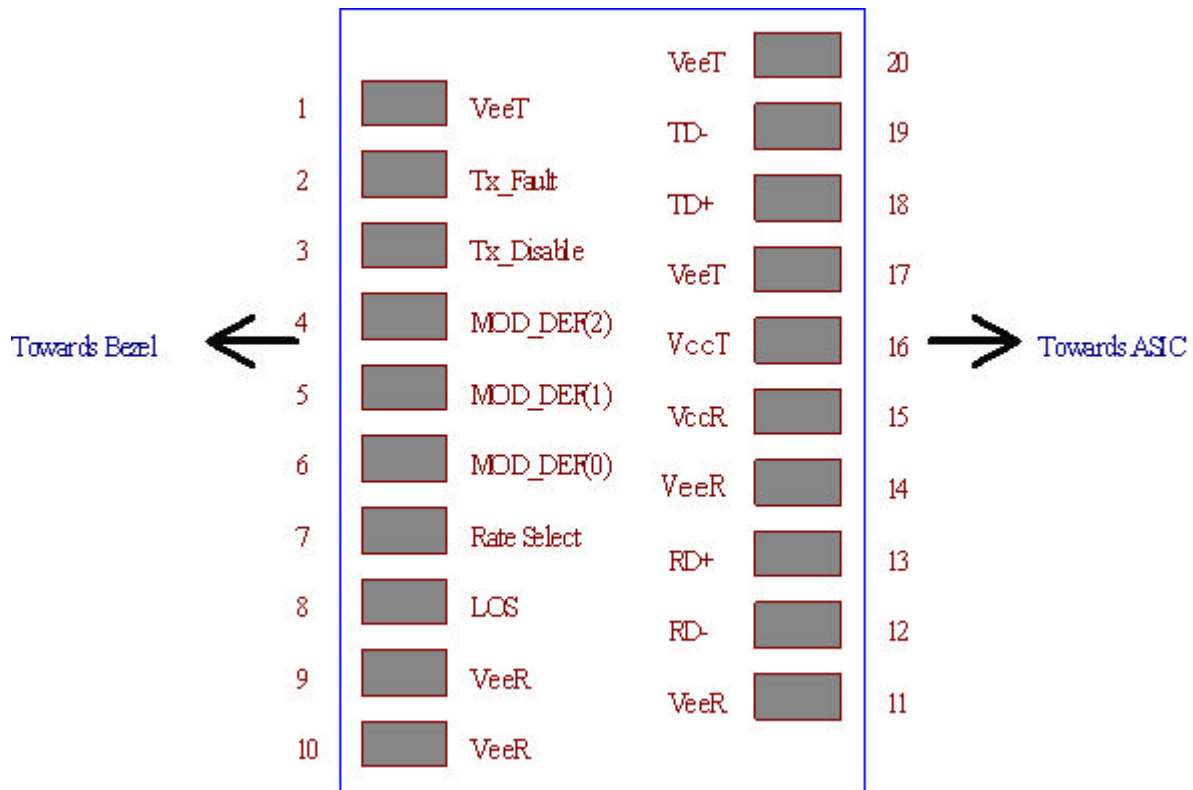 VeeT 20
1 VeeT
TD- 19
2 Tx_Fault
TD+ 18
3 Tx_Disable
VeeT 17
4 MOD_DEF(2)
Towards Bezel
VccT 16
Towards ASIC
5 MOD_DEF(1)
VccR 15
6 MOD_DEF(0)
VeeR 14
7 Rate Select
RD+ 13
8 LOS
RD- 12
9 VeeR
VeeR 11
10 VeeR